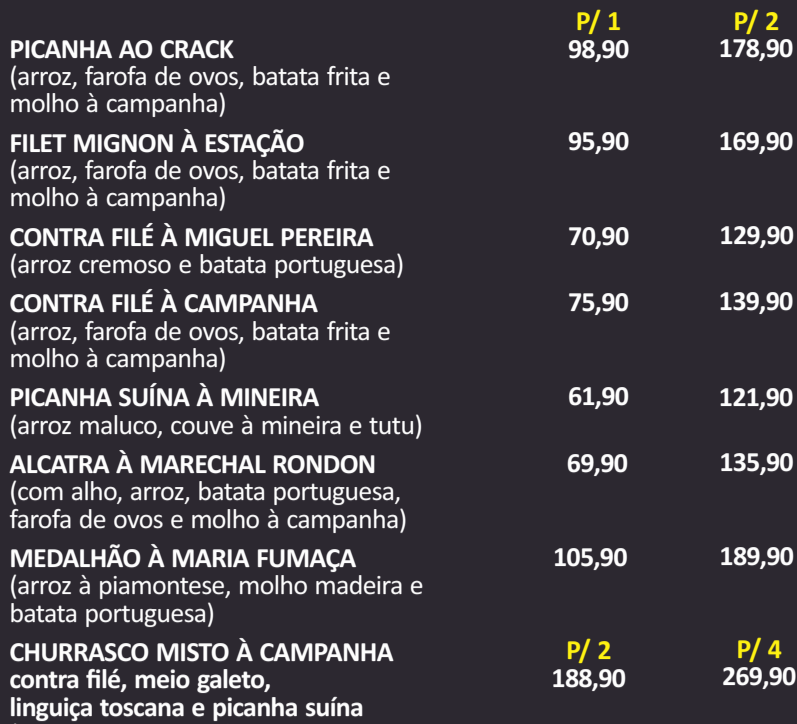 P/ 1 P/ 2
PICANHA AO CRACK 98,90 178,90
(arroz, farofa de ovos, batata frita e
molho à campanha)
FILET MIGNON À ESTAÇÃO 95,90 169,90
(arroz, farofa de ovos, batata frita e
molho à campanha)
CONTRA FILÉ À MIGUEL PEREIRA 70,90 129,90
(arroz cremoso e batata portuguesa)
CONTRA FILÉ À CAMPANHA 75,90 139,90
(arroz, farofa de ovos, batata frita e
molho à campanha)
PICANHA SUÍNA À MINEIRA 61,90 121,90
(arroz maluco, couve à mineira e tutu)
ALCATRA À MARECHAL RONDON 69,90 135,90
(com alho, arroz, batata portuguesa,
farofa de ovos e molho à campanha)
MEDALHÃO À MARIA FUMAÇA 105,90 189,90
(arroz à piamontese, molho madeira e
batata portuguesa)
CHURRASCO MISTO À CAMPANHA P/ 2 P/ 4
contra filé, meio galeto, 188,90 269,90
linguiça toscana e picanha suína